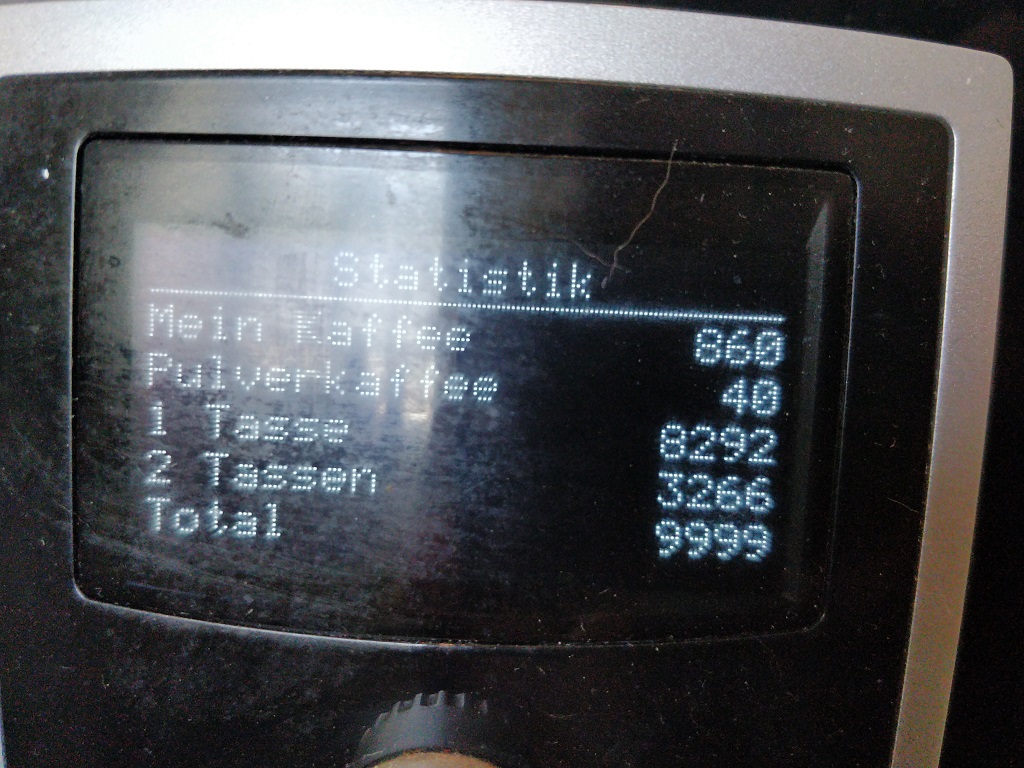 Statistik
Mein Kaffee 860
Pulverkaffee 40
1 Tasse 8292
2 Tassen 3266
Total 9999